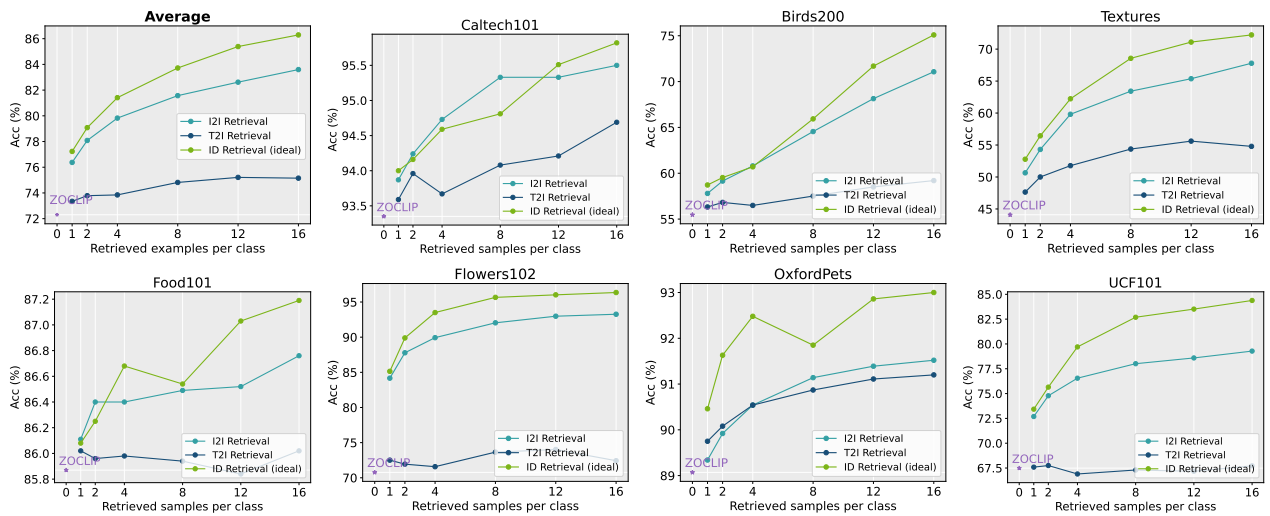 Average
Acc (%)
86
84
82
80
78
76
74
72
I2I Retrieval
T2I Retrieval
ID Retrieval (ideal)
ZOCLIP
0 1 2 4 8 12 16
Retrieved examples per class
Caltech101
Acc (%)
95.5
95.0
94.5
94.0
93.5
I2I Retrieval
T2I Retrieval
ID Retrieval (ideal)
ZOCLIP
0 1 2 4 8 12 16
Retrieved samples per class
Birds200
Acc (%)
75
70
65
60
55
I2I Retrieval
T2I Retrieval
ID Retrieval (ideal)
ZOCLIP
0 1 2 4 8 12 16
Retrieved samples per class
Textures
Acc (%)
70
65
60
55
50
45
I2I Retrieval
T2I Retrieval
ID Retrieval (ideal)
ZOCLIP
0 1 2 4 8 12 16
Retrieved samples per class
Food101
Acc (%)
87.2
87.0
86.8
86.6
86.4
86.2
86.0
85.8
I2I Retrieval
T2I Retrieval
ID Retrieval (ideal)
ZOCLIP
0 1 2 4 8 12 16
Retrieved samples per class
Flowers102
Acc (%)
95
90
85
80
75
70
I2I Retrieval
T2I Retrieval
ID Retrieval (ideal)
ZOCLIP
0 1 2 4 8 12 16
Retrieved samples per class
OxfordPets
Acc (%)
93
92
91
90
89
I2I Retrieval
T2I Retrieval
ID Retrieval (ideal)
ZOCLIP
0 1 2 4 8 12 16
Retrieved samples per class
UCF101
Acc (%)
85.0
82.5
80.0
77.5
75.0
72.5
70.0
67.5
I2I Retrieval
T2I Retrieval
ID Retrieval (ideal)
ZOCLIP
0 1 2 4 8 12 16
Retrieved samples per class